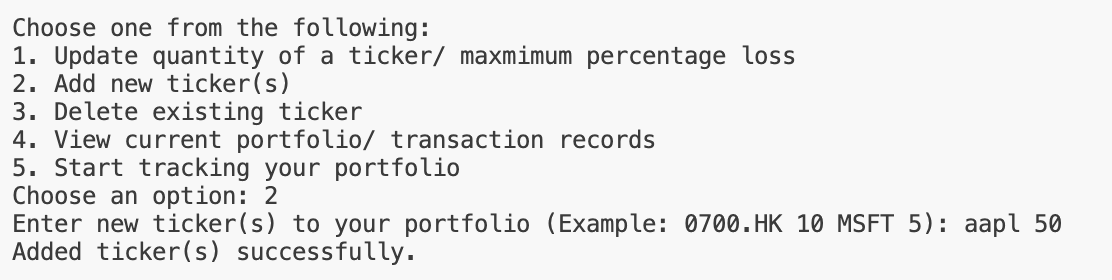 Choose one from the following:
1. Update quantity of a ticker/ maxmimum percentage loss
2. Add new ticker(s)
3. Delete existing ticker
4. View current portfolio/ transaction records
5. Start tracking your portfolio
Choose an option: 2
Enter new ticker(s) to your portfolio (Example: 0700.HK 10 MSFT 5): aapl 50
Added ticker(s) successfully.